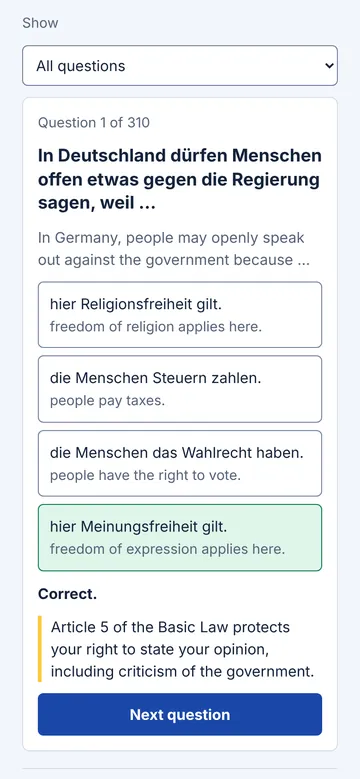 Show
All questions
Question 1 of 310
In Deutschland dürfen Menschen
offen etwas gegen die Regierung
sagen, weil ...
In Germany, people may openly speak
out against the government because ...
hier Religionsfreiheit gilt.
freedom of religion applies here.
die Menschen Steuern zahlen.
people pay taxes.
die Menschen das Wahlrecht haben.
people have the right to vote.
hier Meinungsfreiheit gilt.
freedom of expression applies here.
Correct.
Article 5 of the Basic Law protects
your right to state your opinion,
including criticism of the government.
Next question